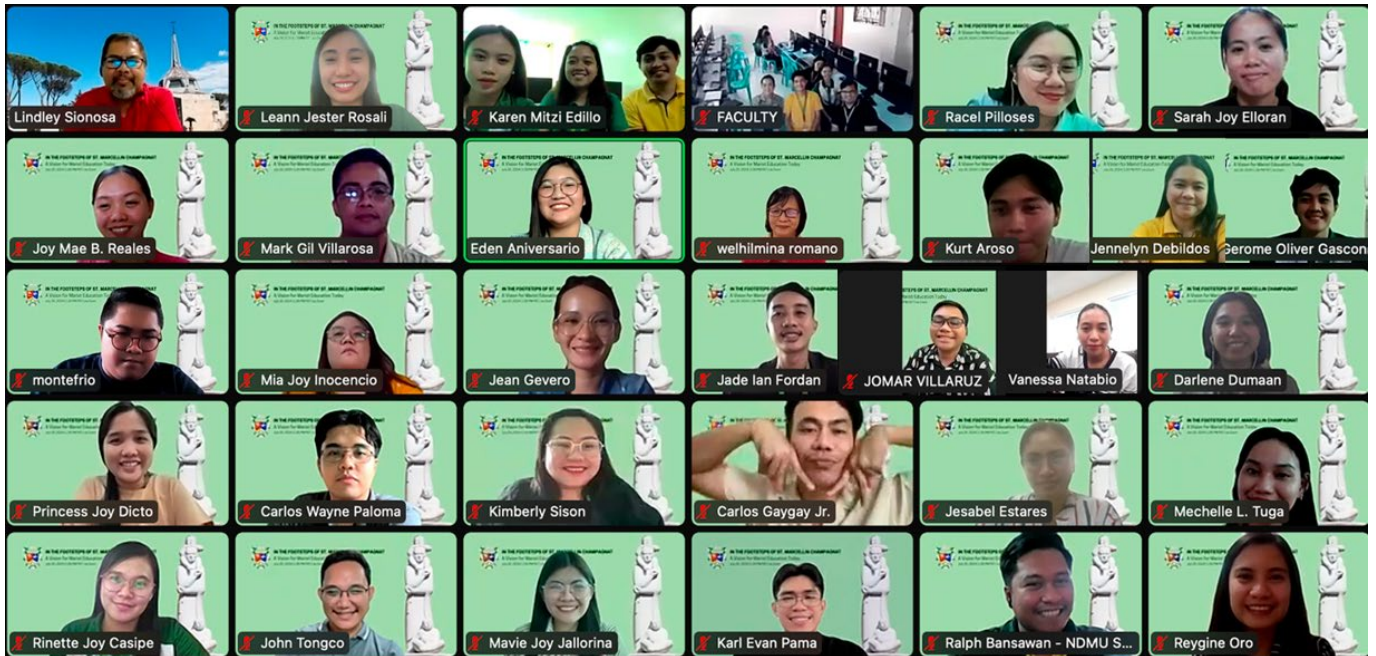 IN THE FOOTSTEPS OF ST. MARCELLIN CHAMPAGNAT
A Vision for Marist Education Today
Lindley Sionosa
Leann Jester Rosali
Karen Mitzi Edillo
FACULTY
Racel Pilloses
Sarah Joy Elloran
Joy Mae B. Reales
Mark Gil Villarosa
Eden Aniversario
welhilmina romano
Kurt Aroso
Jennelyn Debildos
Gerome Oliver Gascon
montefrio
Mia Joy Inocencio
Jean Gevero
Jade Ian Fordan
JOMAR VILLARUZ
Vanessa Natabio
Darlene Dumaan
Princess Joy Dicto
Carlos Wayne Paloma
Kimberly Sison
Carlos Gaygay Jr.
Jesabel Estares
Mechelle L. Tuga
Rinette Joy Casipe
John Tongco
Mavie Joy Jallorina
Karl Evan Pama
Ralph Bansawan - NDMU S...
Reygine Oro